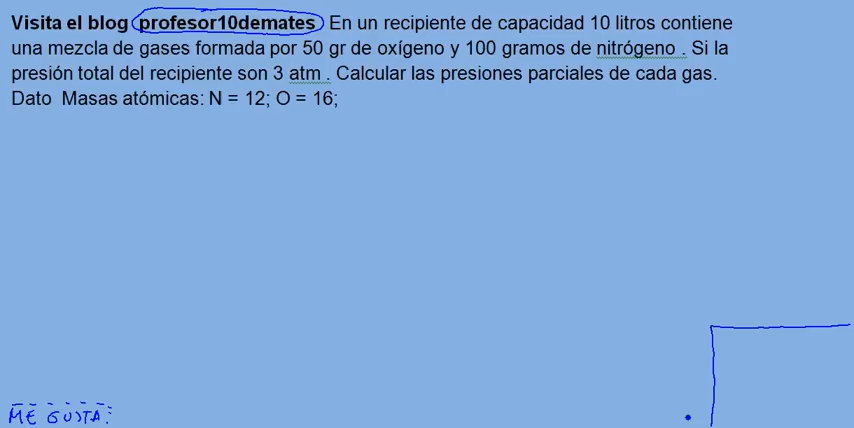 Visita el blog profesor10demates En un recipiente de capacidad 10 litros contiene
una mezcla de gases formada por 50 gr de oxígeno y 100 gramos de nitrógeno . Si la
presión total del recipiente son 3 atm . Calcular las presiones parciales de cada gas.
Dato Masas atómicas: N = 12; O = 16;
ME GUSTA: